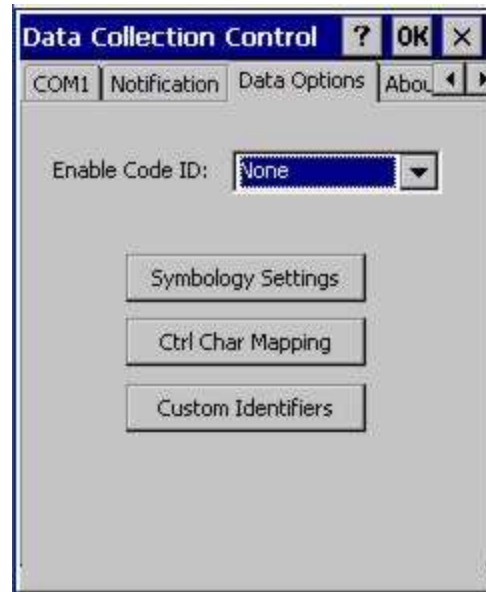 Data Collection Control ? OK ×
COM1 Notification Data Options Abou
Enable Code ID: None
Symbology Settings
Ctrl Char Mapping
Custom Identifiers